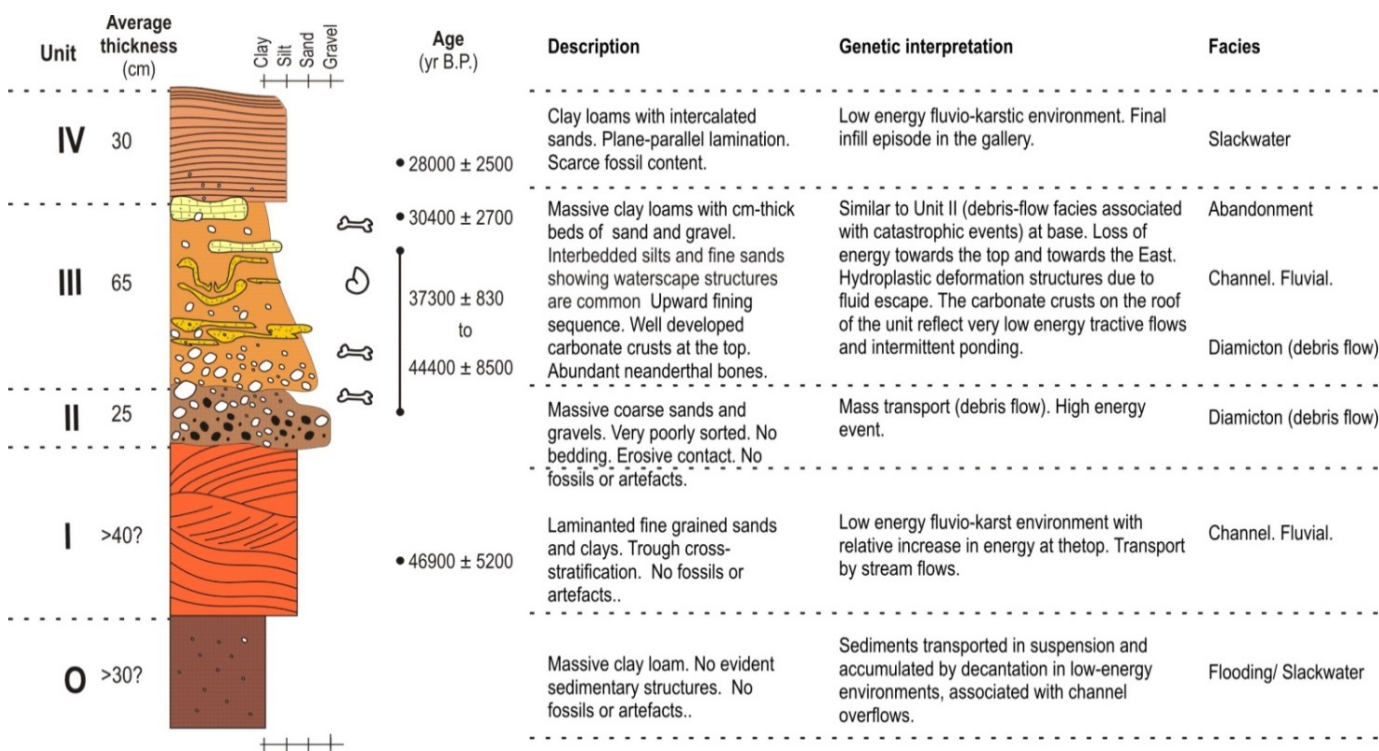 Unit
Average
thickness
(cm)
Clay
Silt
Sand
Gravel
Age
(yr B.P.)
Description
Genetic interpretation
Facies
IV
30
28000 ± 2500
Clay loams with intercalated
sands. Plane-parallel lamination.
Scarce fossil content.
Low energy fluvio-karstic environment. Final
infill episode in the gallery.
Slackwater
III
65
30400 ± 2700
37300 ± 830
to
44400 ± 8500
Massive clay loams with cm-thick
beds of sand and gravel.
Interbedded silts and fine sands
showing waterscape structures
are common Upward fining
sequence. Well developed
carbonate crusts at the top.
Abundant neanderthal bones.
Similar to Unit II (debris-flow facies associated
with catastrophic events) at base. Loss of
energy towards the top and towards the East.
Hydroplastic deformation structures due to
fluid escape. The carbonate crusts on the roof
of the unit reflect very low energy tractive flows
and intermittent ponding.
Abandonment
Channel. Fluvial.
Diamicton (debris flow)
II
25
Massive coarse sands and
gravels. Very poorly sorted. No
bedding. Erosive contact. No
fossils or artefacts.
Mass transport (debris flow). High energy
event.
Diamicton (debris flow)
I
>40?
46900 ± 5200
Laminanted fine grained sands
and clays. Trough cross-
stratification. No fossils or
artefacts..
Low energy fluvio-karst environment with
relative increase in energy at thetop. Transport
by stream flows.
Channel. Fluvial.
O
>30?
Massive clay loam. No evident
sedimentary structures. No
fossils or artefacts..
Sediments transported in suspension and
accumulated by decantation in low-energy
environments, associated with channel
overflows.
Flooding/ Slackwater
Clay
Silt
Sand
Gravel